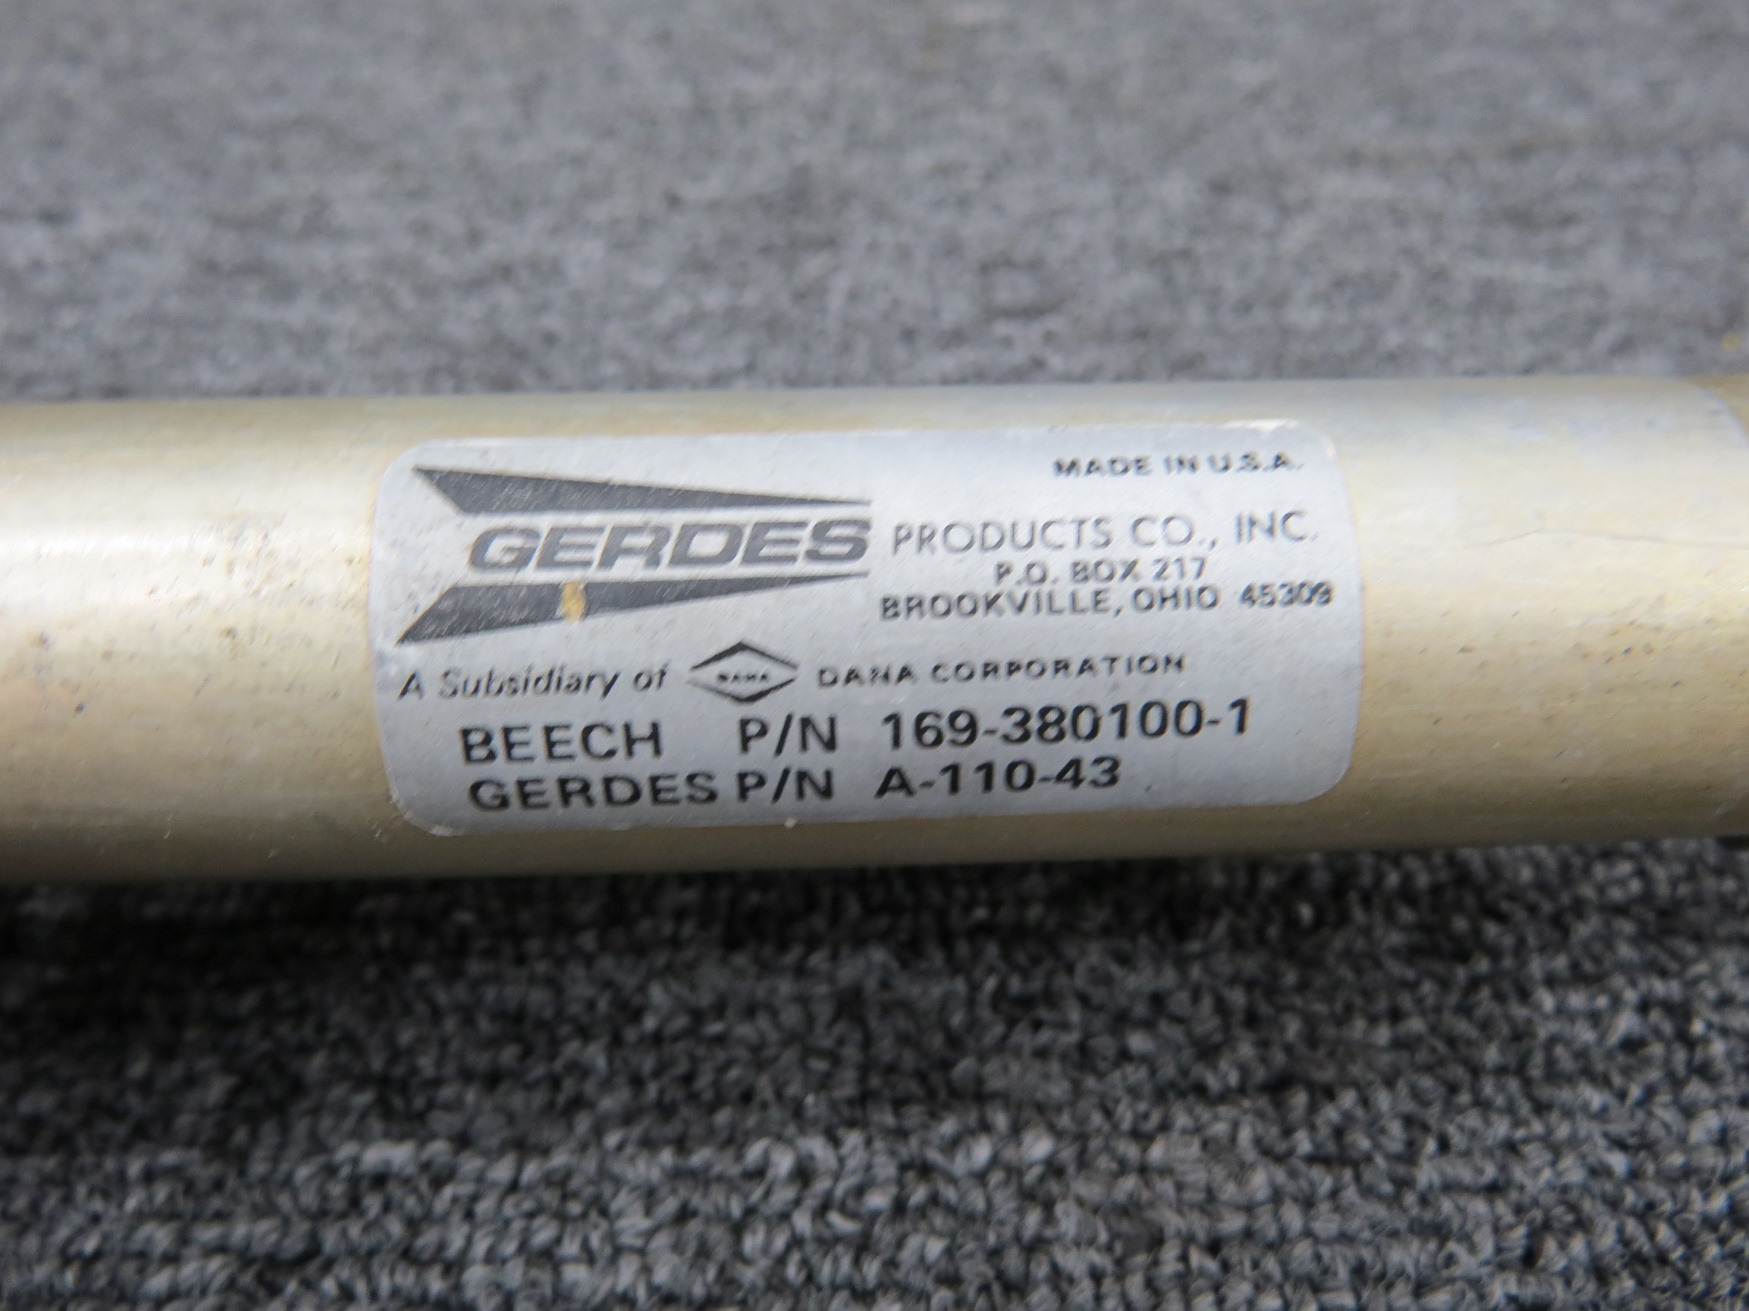 MADE IN U.S.A.
GERDES PRODUCTS CO., INC.
P.O. BOX 217
BROOKVILLE, OHIO 45309
A Subsidiary of DANA DANA CORPORATION
BEECH P/N 169-380100-1
GERDES P/N A-110-43